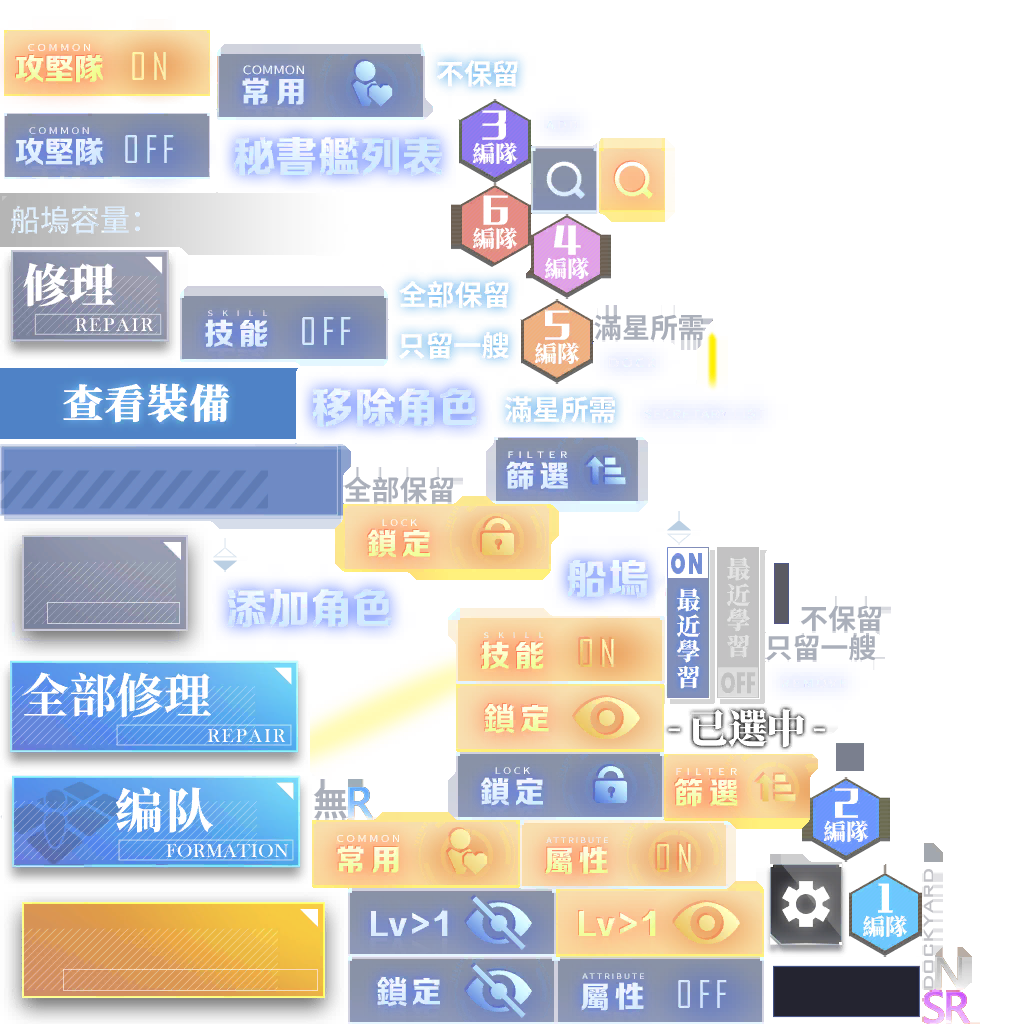 COMMON
攻堅隊 ON
COMMON
常用
不保留
COMMON
攻堅隊 OFF
秘書艦列表
3
編隊
船塢容量:
6
編隊
4
編隊
修理
REPAIR
SKILL
技能 OFF
全部保留
只留一艘
5
編隊
滿星所需
查看裝備
移除角色
滿星所需
FILTER
篩選
全部保留
LOCK
鎖定
添加角色
船塢
ON
最近學習
最近學習
OFF
不保留
只留一艘
SKILL
技能 ON
全部修理
REPAIR
鎖定
- 已選中 -
LOCK
鎖定
FILTER
篩選
编队
FORMATION
無R
2
編隊
COMMON
常用
ATTRIBUTE
屬性 ON
Lv>1
Lv>1
1
編隊
DOCKYARD
N
鎖定
ATTRIBUTE
屬性 OFF
SR